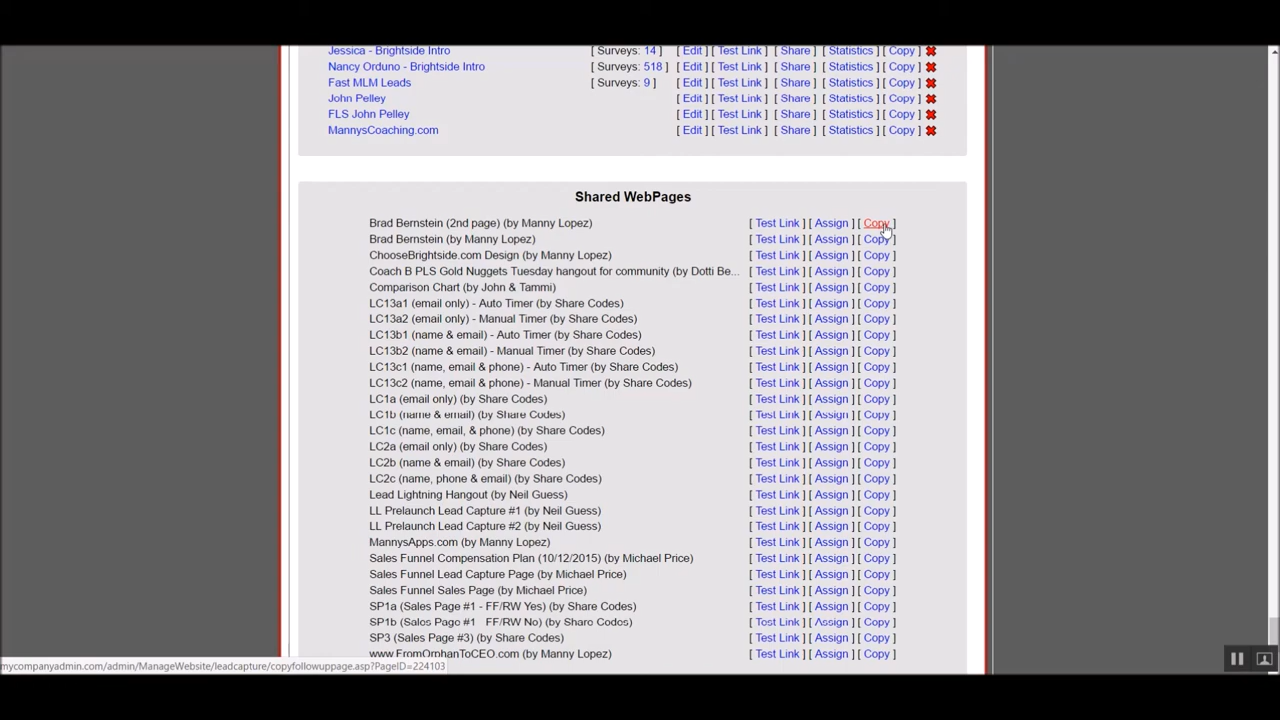 Jessica - Brightside Intro [ Surveys: 14 ] [ Edit ] [ Test Link ] [ Share ] [ Statistics ] [ Copy ]
Nancy Orduno - Brightside Intro [ Surveys: 518 ] [ Edit ] [ Test Link ] [ Share ] [ Statistics ] [ Copy ]
Fast MLM Leads [ Surveys: 9 ] [ Edit ] [ Test Link ] [ Share ] [ Statistics ] [ Copy ]
John Pelley [ Edit ] [ Test Link ] [ Share ] [ Statistics ] [ Copy ]
FLS John Pelley [ Edit ] [ Test Link ] [ Share ] [ Statistics ] [ Copy ]
MannysCoaching.com [ Edit ] [ Test Link ] [ Share ] [ Statistics ] [ Copy ]
Shared WebPages
Brad Bernstein (2nd page) (by Manny Lopez) [ Test Link ] [ Assign ] [ Copy ]
Brad Bernstein (by Manny Lopez) [ Test Link ] [ Assign ] [ Copy ]
ChooseBrightside.com Design (by Manny Lopez) [ Test Link ] [ Assign ] [ Copy ]
Coach B PLS Gold Nuggets Tuesday hangout for community (by Dotti Be... [ Test Link ] [ Assign ] [ Copy ]
Comparison Chart (by John & Tammi) [ Test Link ] [ Assign ] [ Copy ]
LC13a1 (email only) - Auto Timer (by Share Codes) [ Test Link ] [ Assign ] [ Copy ]
LC13a2 (email only) - Manual Timer (by Share Codes) [ Test Link ] [ Assign ] [ Copy ]
LC13b1 (name & email) - Auto Timer (by Share Codes) [ Test Link ] [ Assign ] [ Copy ]
LC13b2 (name & email) - Manual Timer (by Share Codes) [ Test Link ] [ Assign ] [ Copy ]
LC13c1 (name, email & phone) - Auto Timer (by Share Codes) [ Test Link ] [ Assign ] [ Copy ]
LC13c2 (name, email & phone) - Manual Timer (by Share Codes) [ Test Link ] [ Assign ] [ Copy ]
LC1a (email only) (by Share Codes) [ Test Link ] [ Assign ] [ Copy ]
LC1b (name & email) (by Share Codes) [ Test Link ] [ Assign ] [ Copy ]
LC1c (name, email, & phone) (by Share Codes) [ Test Link ] [ Assign ] [ Copy ]
LC2a (email only) (by Share Codes) [ Test Link ] [ Assign ] [ Copy ]
LC2b (name & email) (by Share Codes) [ Test Link ] [ Assign ] [ Copy ]
LC2c (name, phone & email) (by Share Codes) [ Test Link ] [ Assign ] [ Copy ]
Lead Lightning Hangout (by Neil Guess) [ Test Link ] [ Assign ] [ Copy ]
LL Prelaunch Lead Capture #1 (by Neil Guess) [ Test Link ] [ Assign ] [ Copy ]
LL Prelaunch Lead Capture #2 (by Neil Guess) [ Test Link ] [ Assign ] [ Copy ]
MannysApps.com (by Manny Lopez) [ Test Link ] [ Assign ] [ Copy ]
Sales Funnel Compensation Plan (10/12/2015) (by Michael Price) [ Test Link ] [ Assign ] [ Copy ]
Sales Funnel Lead Capture Page (by Michael Price) [ Test Link ] [ Assign ] [ Copy ]
Sales Funnel Sales Page (by Michael Price) [ Test Link ] [ Assign ] [ Copy ]
SP1a (Sales Page #1 - FF/RW Yes) (by Share Codes) [ Test Link ] [ Assign ] [ Copy ]
SP1b (Sales Page #1 - FF/RW No) (by Share Codes) [ Test Link ] [ Assign ] [ Copy ]
SP3 (Sales Page #3) (by Share Codes) [ Test Link ] [ Assign ] [ Copy ]
www.FromOrphanToCEO.com (by Manny Lopez) [ Test Link ] [ Assign ] [ Copy ]
mycompanyadmin.com/admin/ManageWebsite/leadcapture/copyfollowuppage.asp?PageID=224103